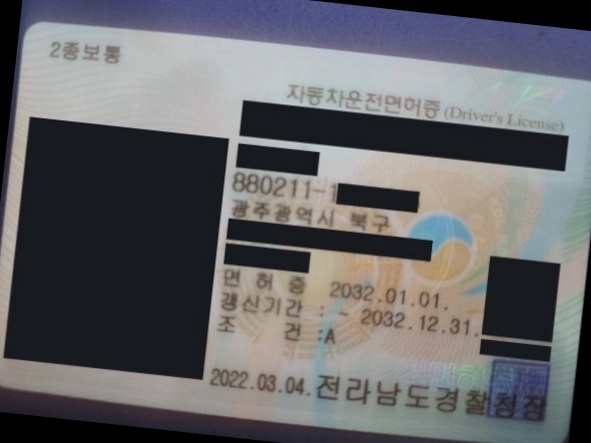 2종보통
자동차운전면허증 (Driver's License)
880211-1
광주광역시 북구
면 허 증 2032.01.01.
갱신기간 : ~ 2032.12.31.
조 건 :A
2022.03.04. 전라남도경찰청장